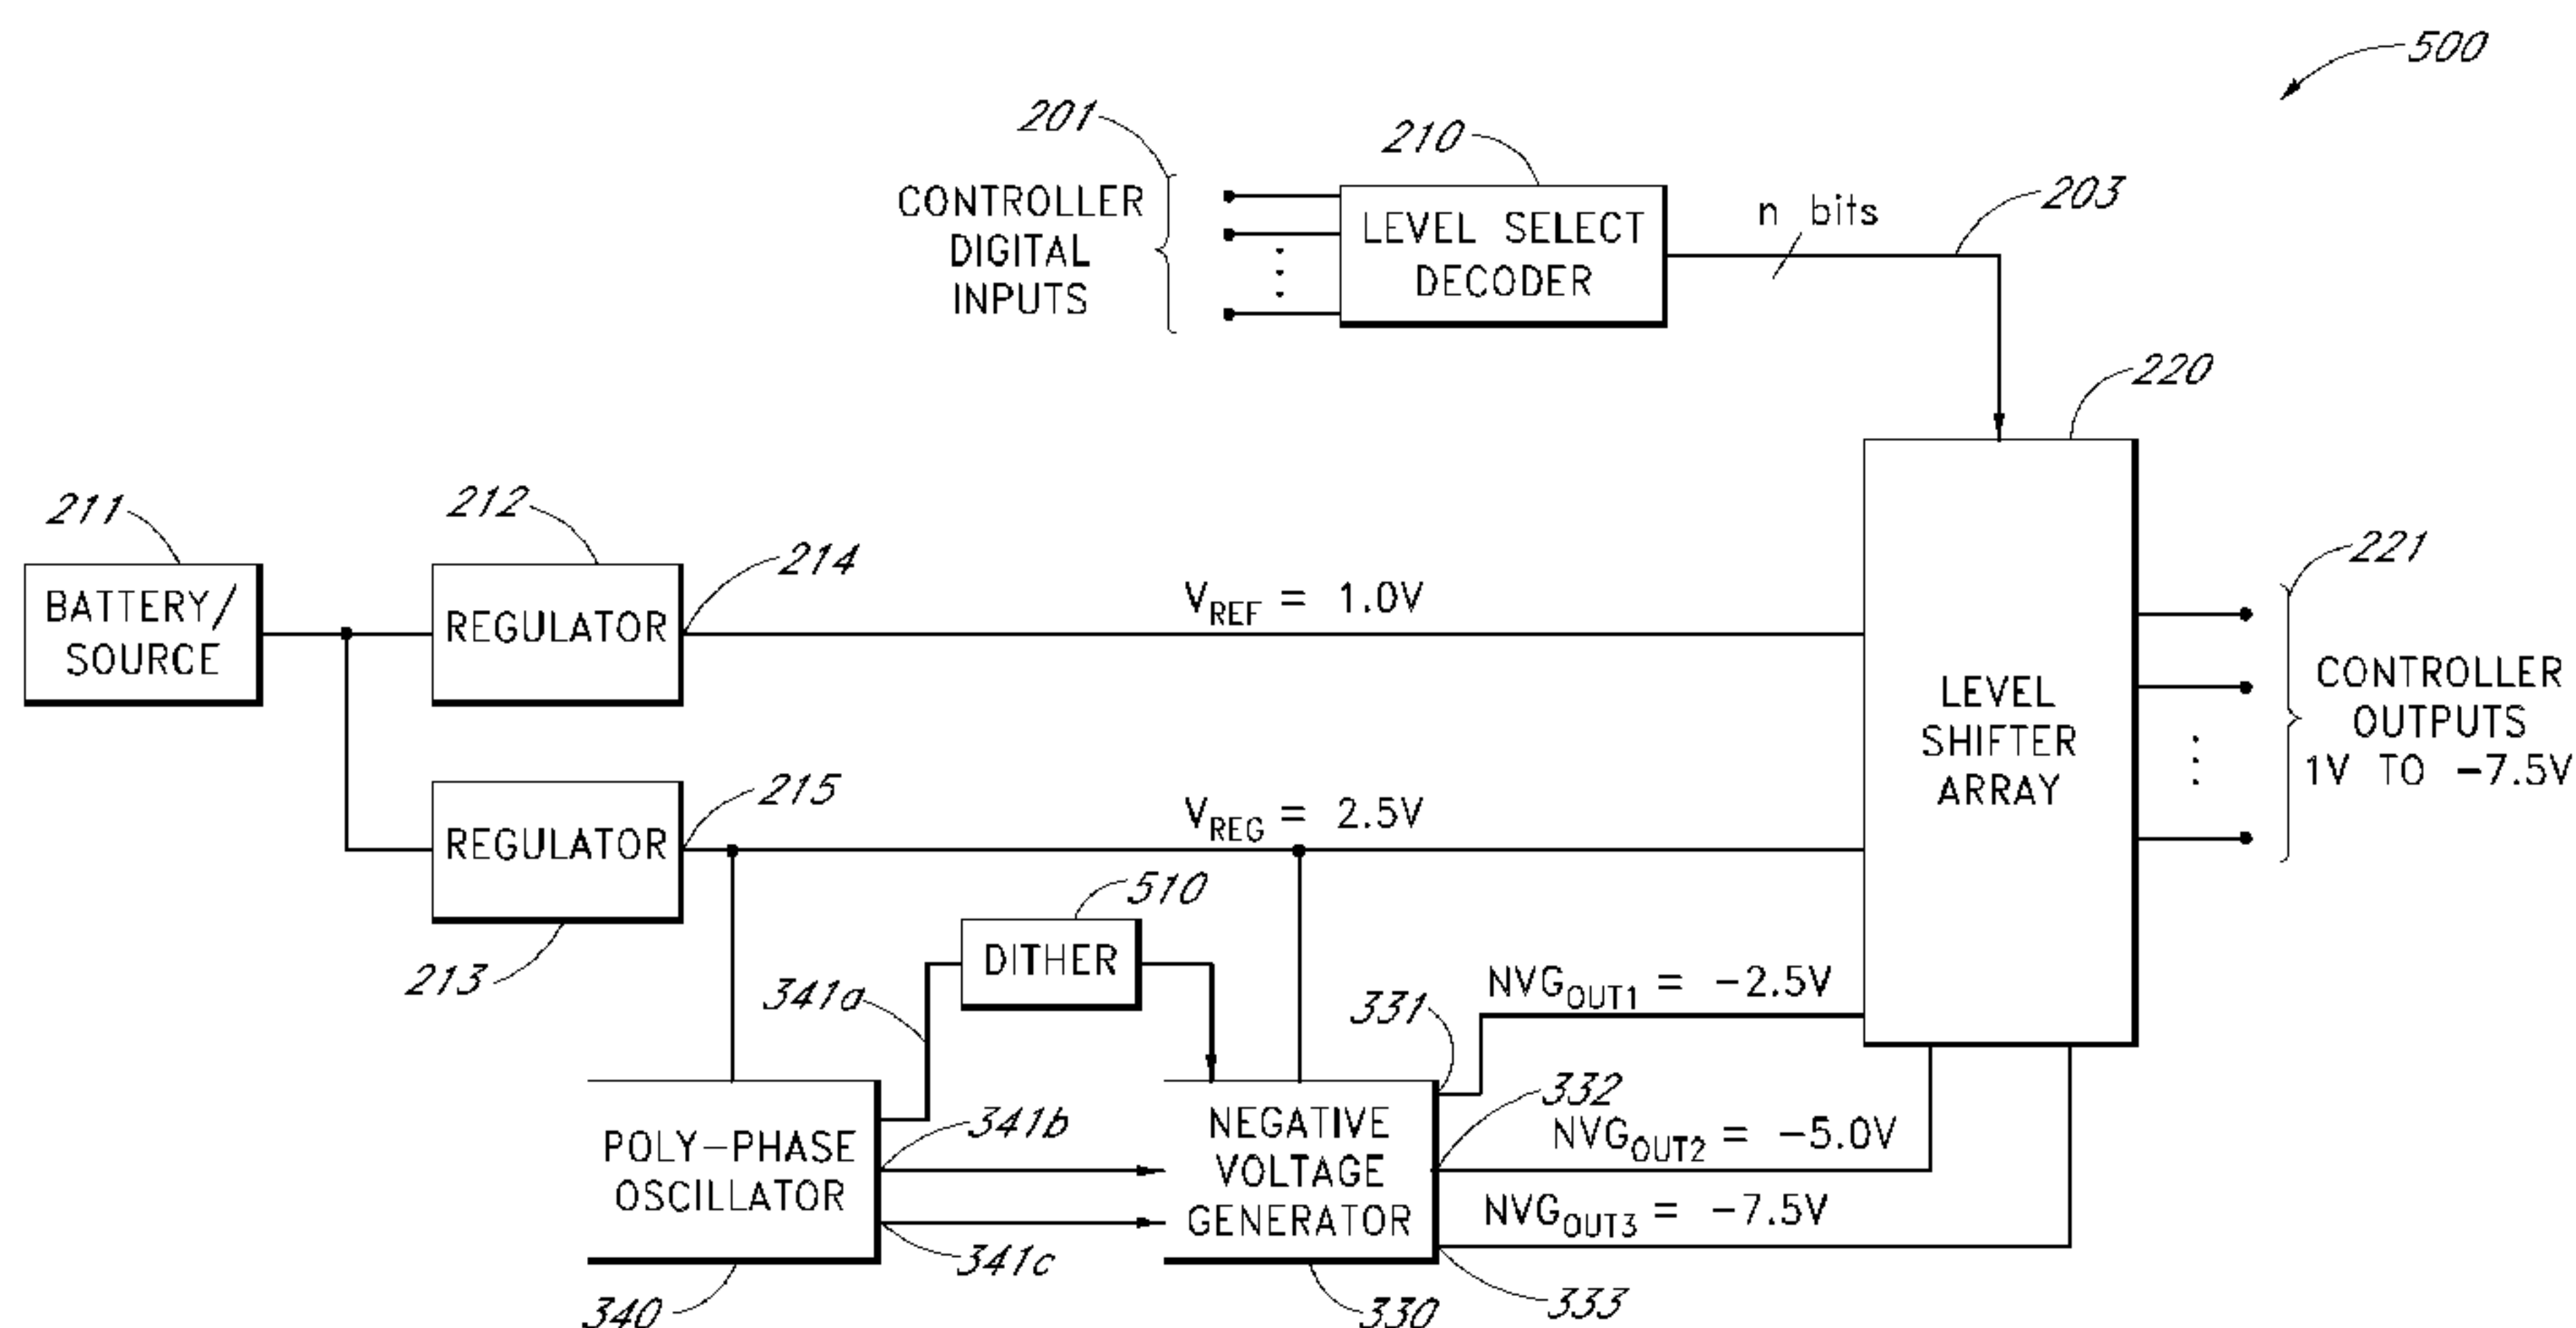 500
201
210
CONTROLLER
DIGITAL
INPUTS
LEVEL SELECT
DECODER
n bits
203
220
211
212
214
221
BATTERY/
SOURCE
REGULATOR
V_REF = 1.0V
LEVEL
SHIFTER
ARRAY
CONTROLLER
OUTPUTS
1V TO -7.5V
REGULATOR
215
V_REG = 2.5V
213
510
DITHER
341a
331
NVG_OUT1 = -2.5V
POLY-PHASE
OSCILLATOR
341b
341c
340
NEGATIVE
VOLTAGE
GENERATOR
332
NVG_OUT2 = -5.0V
NVG_OUT3 = -7.5V
330
333